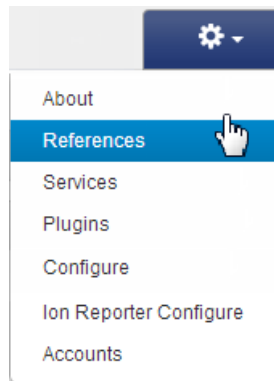 About
References
Services
Plugins
Configure
Ion Reporter Configure
Accounts